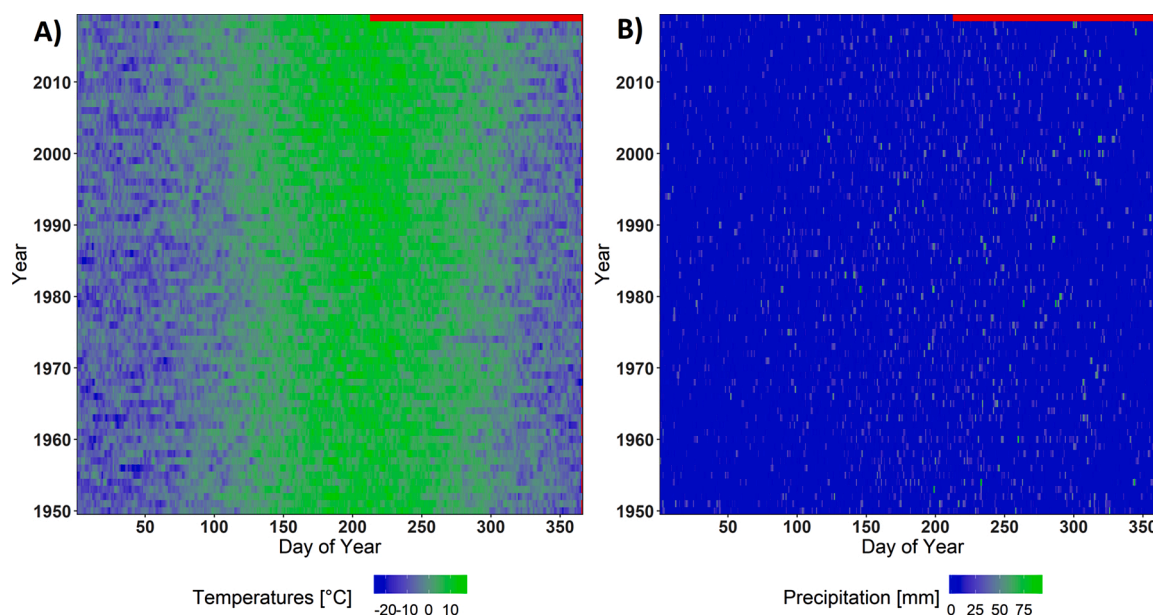 A)
B)
2010
2000
1990
1980
1970
1960
1950
Year
50 100 150 200 250 300 350
Day of Year
Temperatures [°C]
-20 -10 0 10
2010
2000
1990
1980
1970
1960
1950
Year
50 100 150 200 250 300 350
Day of Year
Precipitation [mm]
0 25 50 75